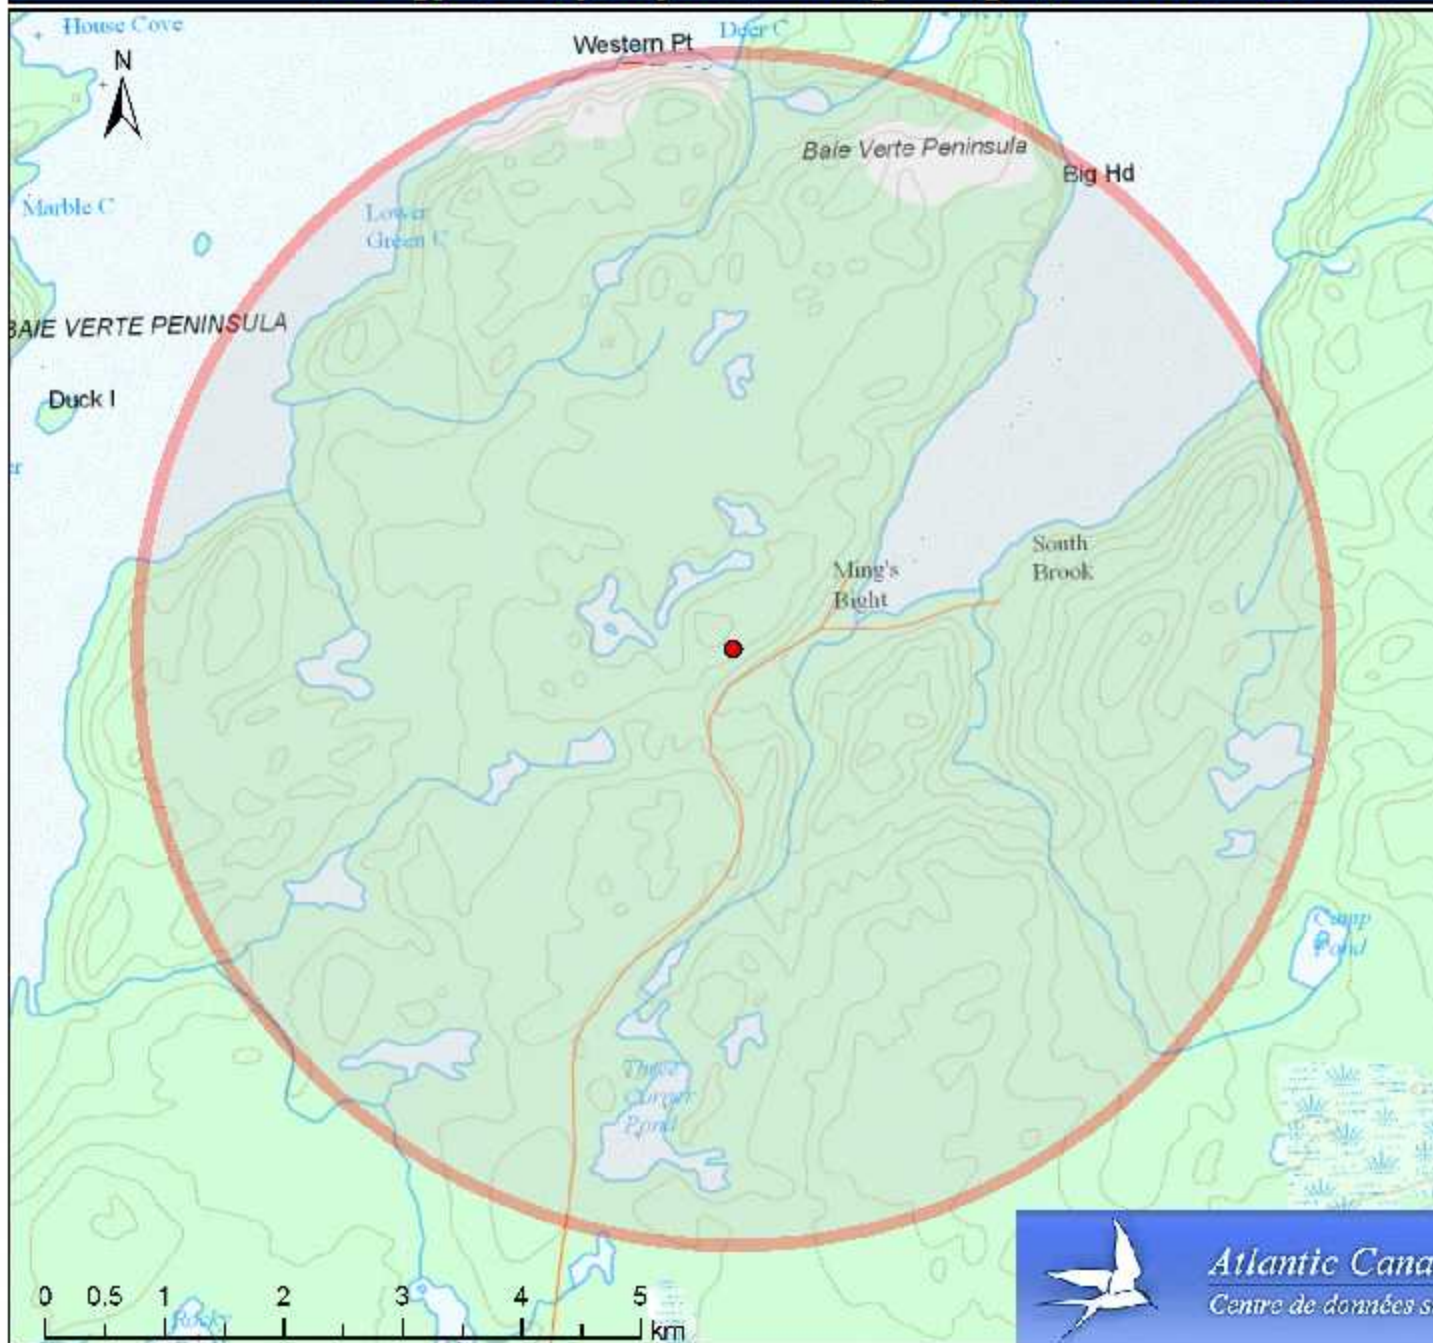 House Cove
Deer C
Western Pt
N
Baie Verte Peninsula
Big Hd
Marble C
Lower
Green C
BAIE VERTE PENINSULA
Duck I
er
South
Brook
Ming's
Bight
Camp
Pond
Three
Corner
Pond
Atlantic Cana
Centre de données s
0 0.5 1 2 3 4 5
km
Rocky